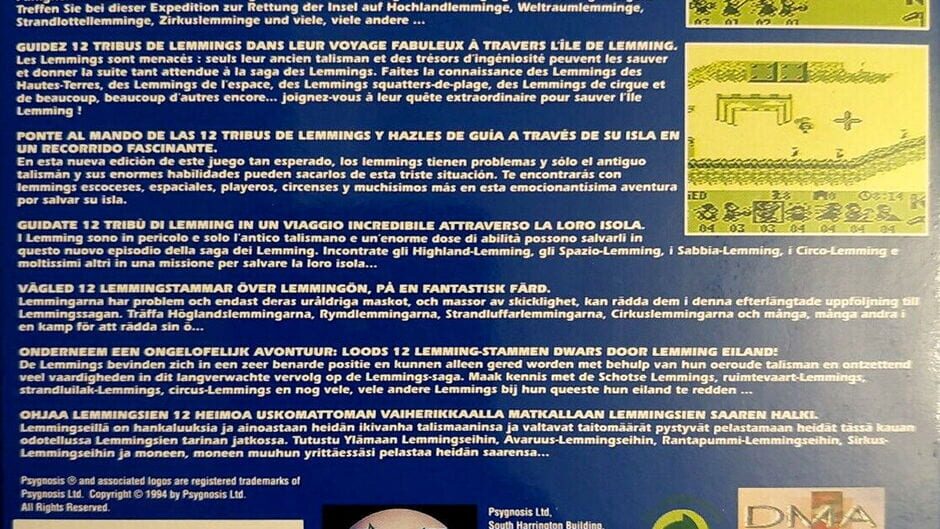 Treffen Sie bei dieser Expedition zur Rettung der Insel auf Hochlandlemminge, Weltraumlemminge,
Strandlottellemminge, Zirkuslemminge und viele, viele andere ...
GUIDEZ 12 TRIBUS DE LEMMINGS DANS LEUR VOYAGE FABULEUX À TRAVERS L'ÎLE DE LEMMING.
Les Lemmings sont menacés : seuls leur ancien talisman et des trésors d'ingéniosité peuvent les sauver
et donner la suite tant attendue à la saga des Lemmings. Faites la connaissance des Lemmings des
Hautes-Terres, des Lemmings de l'espace, des Lemmings squatters-de-plage, des Lemmings de cirque et
de beaucoup, beaucoup d'autres encore... joignez-vous à leur quête extraordinaire pour sauver l'île
Lemming !
PONTE AL MANDO DE LAS 12 TRIBUS DE LEMMINGS Y HAZLES DE GUÍA A TRAVÉS DE SU ISLA EN
UN RECORRIDO FASCINANTE.
En esta nueva edición de este juego tan esperado, los lemmings tienen problemas y sólo el antiguo
talismán y sus enormes habilidades pueden sacarlos de esta triste situación. Te encontrarás con
lemmings escoceses, espaciales, playeros, circenses y muchísimos más en esta emocionantísima aventura
por salvar su isla.
GUIDATE 12 TRIBÙ DI LEMMING IN UN VIAGGIO INCREDIBILE ATTRAVERSO LA LORO ISOLA.
I Lemming sono in pericolo e solo l'antico talismano e un'enorme dose di abilità possono salvarli in
questo nuovo episodio della saga dei Lemming. Incontrate gli Highland-Lemming, gli Spazio-Lemming, i Sabbia-Lemming, i Circo-Lemming e
moltissimi altri in una missione per salvare la loro isola...
VÄGLED 12 LEMMINGSTAMMAR ÖVER LEMMINGÖN, PÅ EN FANTASTISK FÄRD.
Lemmingarna har problem och endast deras uråldriga maskot, och massor av skicklighet, kan rädda dem i denna efterlängtade uppföljning till
Lemmingssagan. Träffa Höglandslemmingarna, Rymdlemmingarna, Strandluffarlemmingarna, Cirkuslemmingarna och många, många andra i
en kamp för att rädda sin ö...
ONDERNEEM EEN ONGELOFELIJK AVONTUUR: LOODS 12 LEMMING-STAMMEN DWARS DOOR LEMMING EILAND!
De Lemmings bevinden zich in een zeer benarde positie en kunnen alleen gered worden met behulp van hun oeroude talisman en ontzettend
veel vaardigheden in dit langverwachte vervolg op de Lemmings-saga. Maak kennis met de Schotse Lemmings, ruimtevaart-Lemmings,
strandluilak-Lemmings, circus-Lemmings en nog vele, vele andere Lemmings bij hun queeste hun eiland te redden ...
OHJAA LEMMINGSIEN 12 HEIMOA USKOMATTOMAN VAIHERIKKAALLA MATKALLAAN LEMMINGSIEN SAAREN HALKI.
Lemmingseillä on hankaluuksia ja ainoastaan heidän ikivanha talismaaninsa ja valtavat taitomäärät pystyvät pelastamaan heidät tässä kauan
odotellussa Lemmingsien tarinan jatkossa. Tutustu Ylämaan Lemmingseihin, Avaruus-Lemmingseihin, Rantapummi-Lemmingseihin, Sirkus-
Lemmingseihin ja moneen, moneen muuhun yrittäessäsi pelastaa heidän saarensa...
Psygnosis ® and associated logos are registered trademarks of
Psygnosis Ltd. Copyright © 1994 by Psygnosis Ltd.
All Rights Reserved.
Psygnosis Ltd,
South Harrington Building,
DMA